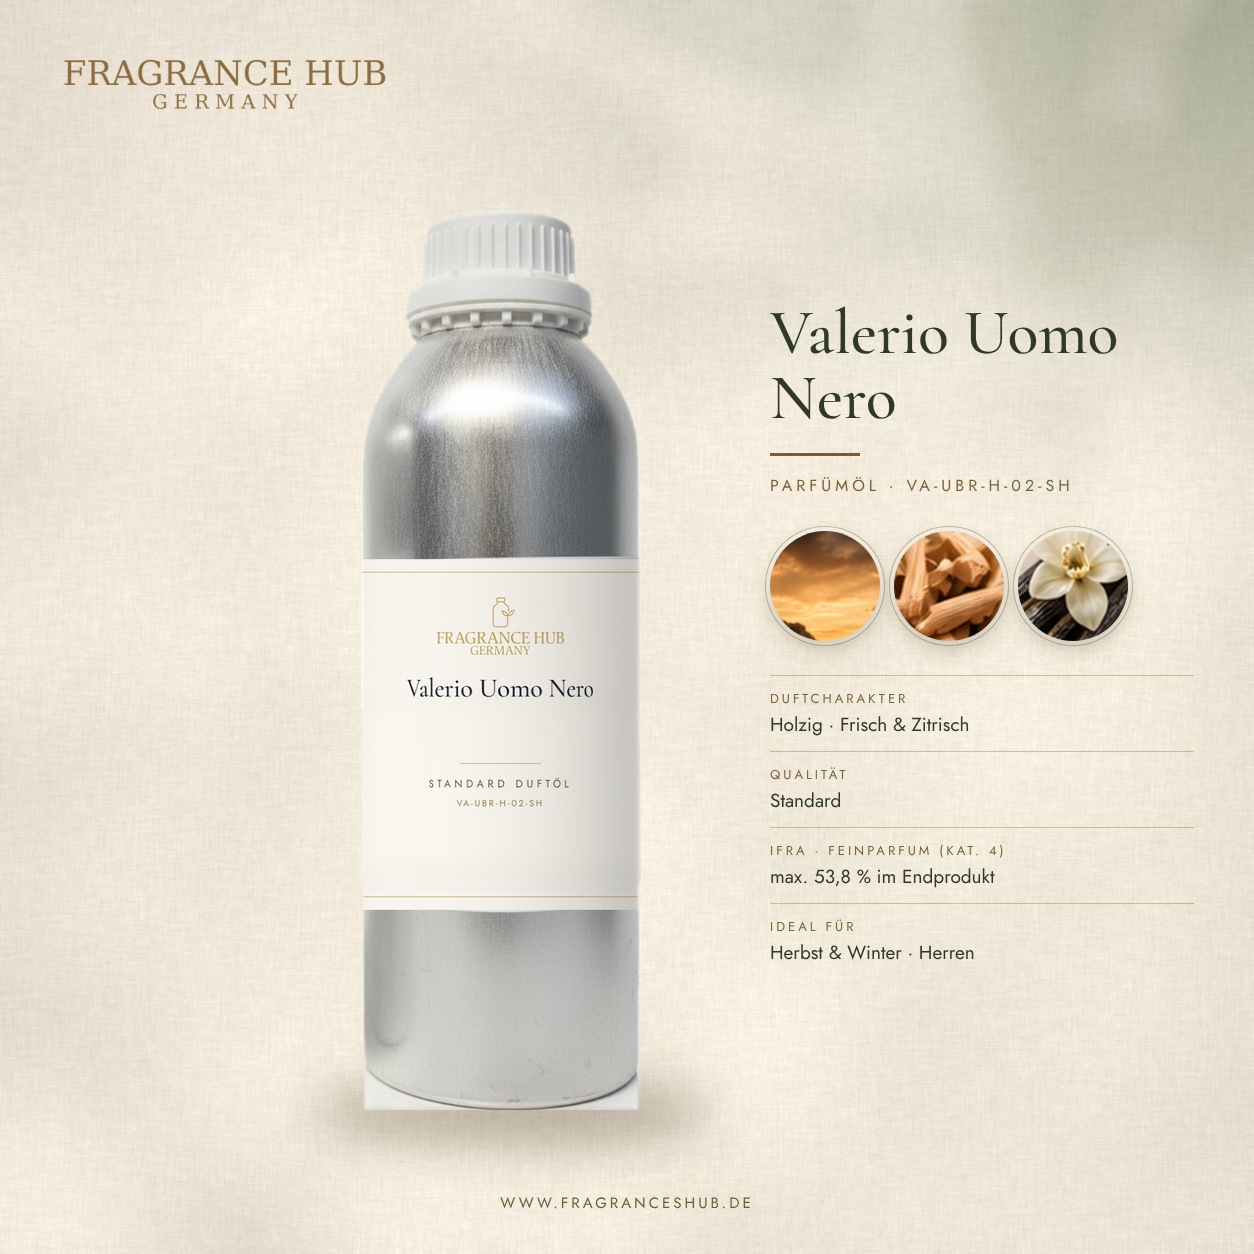 FRAGRANCE HUB
GERMANY
Valerio Uomo
Nero
PARFÜMÖL · VA-UBR-H-02-SH
FRAGRANCE HUB
GERMANY
Valerio Uomo Nero
STANDARD DUFTÖL
VA-UBR-H-02-SH
DUFTCHARAKTER
Holzig · Frisch & Zitrisch
QUALITÄT
Standard
IFRA · FEINPARFUM (KAT. 4)
max. 53,8 % im Endprodukt
IDEAL FÜR
Herbst & Winter · Herren
WWW.FRAGRANCESHUB.DE